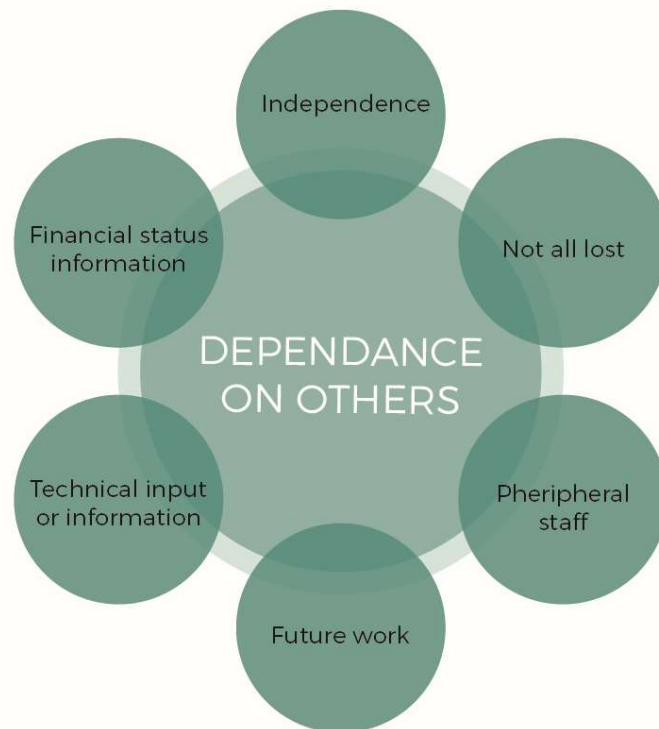 Independence
Financial status
information
Not all lost
DEPENDANCE
ON OTHERS
Technical input
or information
Pheripheral
staff
Future work